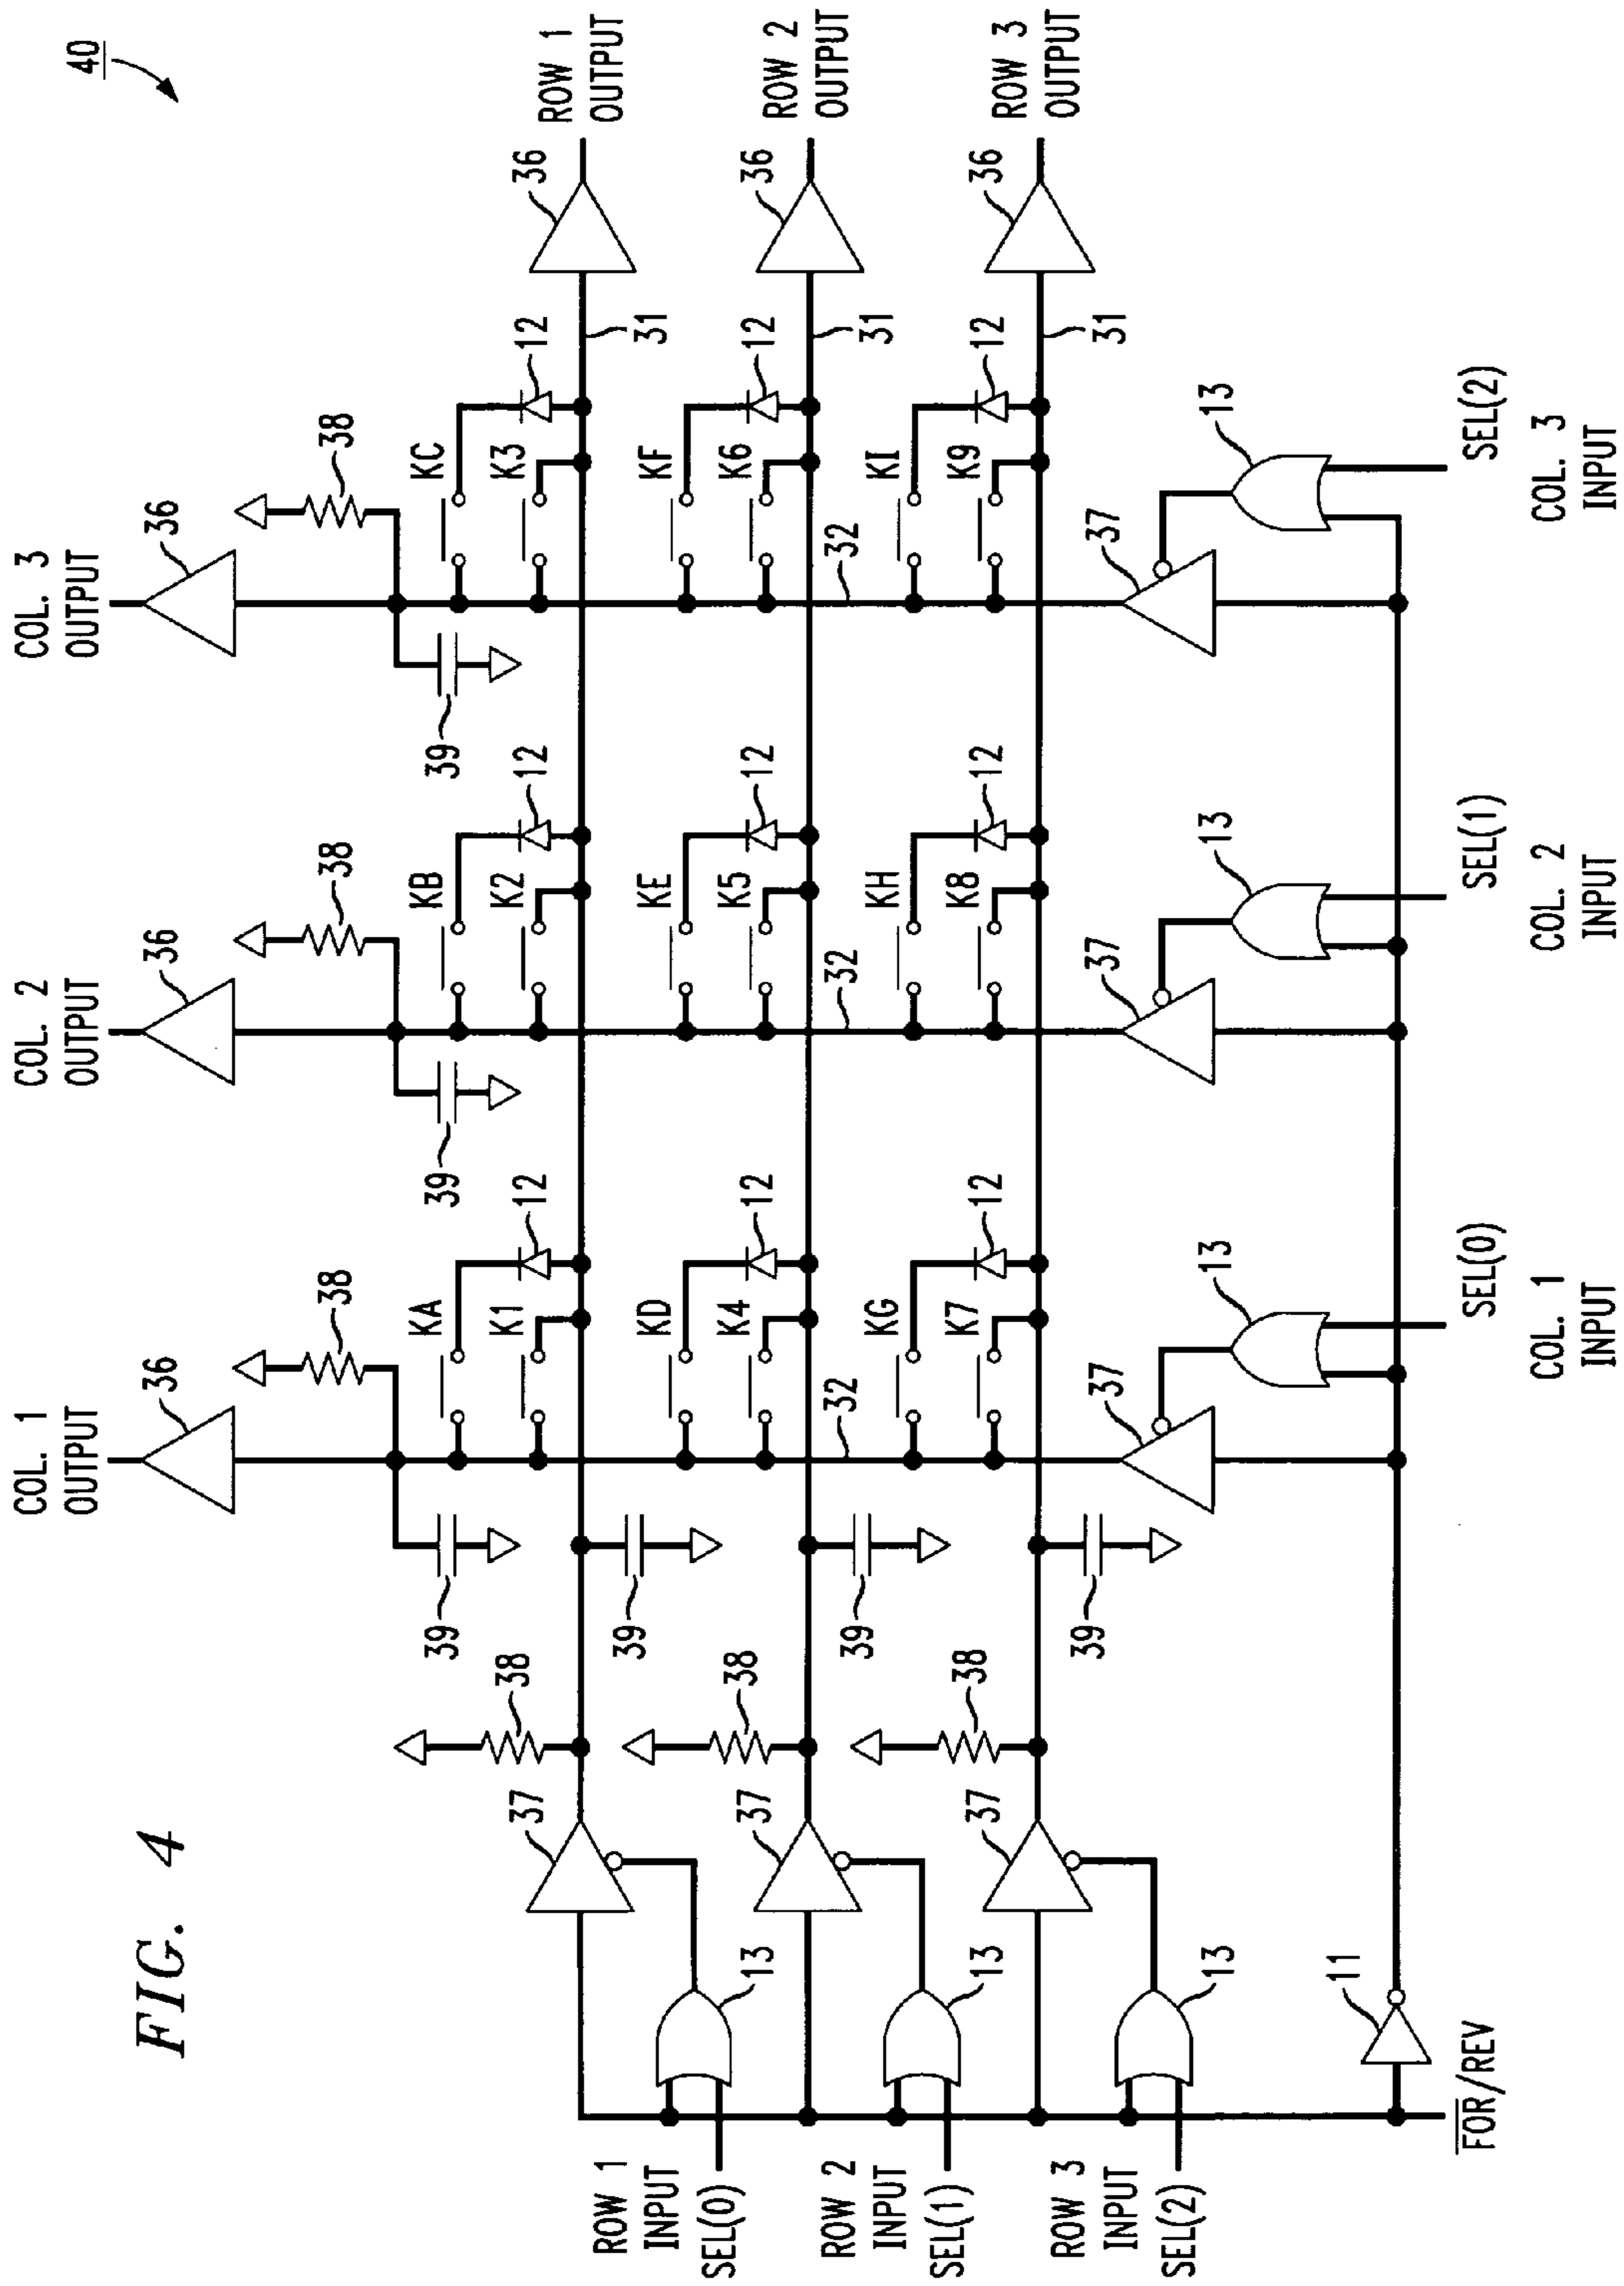 FIG. 4
40
COL. 1
OUTPUT
COL. 2
OUTPUT
COL. 3
OUTPUT
36
36
36
38
38
38
39
39
39
KA
K1
12
KB
K2
12
KC
K3
12
36
ROW 1
OUTPUT
37
38
39
31
KD
K4
12
KE
K5
12
KF
K6
12
36
ROW 2
OUTPUT
37
38
39
32
32
32
31
KG
K7
12
KH
K8
12
KI
K9
12
36
ROW 3
OUTPUT
37
38
39
31
ROW 1
INPUT
SEL(0)
13
ROW 2
INPUT
SEL(1)
13
ROW 3
INPUT
SEL(2)
13
37
13
37
13
37
13
11
FOR/REV
SEL(0)
COL. 1
INPUT
SEL(1)
COL. 2
INPUT
SEL(2)
COL. 3
INPUT